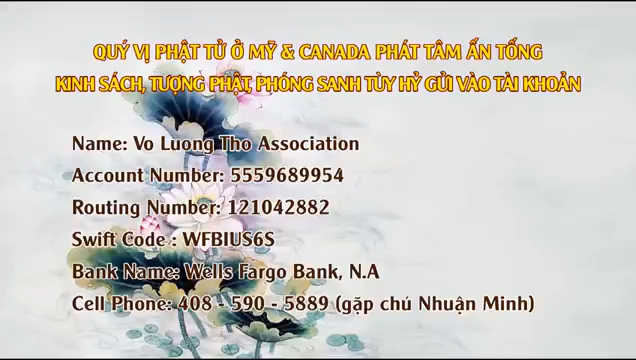 QUÝ VỊ PHẬT TỬ Ở MỸ & CANADA PHÁT TÂM ẤN TỐNG
KINH SÁCH, TƯỢNG PHẬT, PHÓNG SANH TÙY HỶ GỬI VÀO TÀI KHOẢN
Name: Vo Luong Tho Association
Account Number: 5559689954
Routing Number: 121042882
Swift Code : WFBIUS6S
Bank Name: Wells Fargo Bank, N.A
Cell Phone: 408 - 590 - 5889 (gặp chú Nhuận Minh)